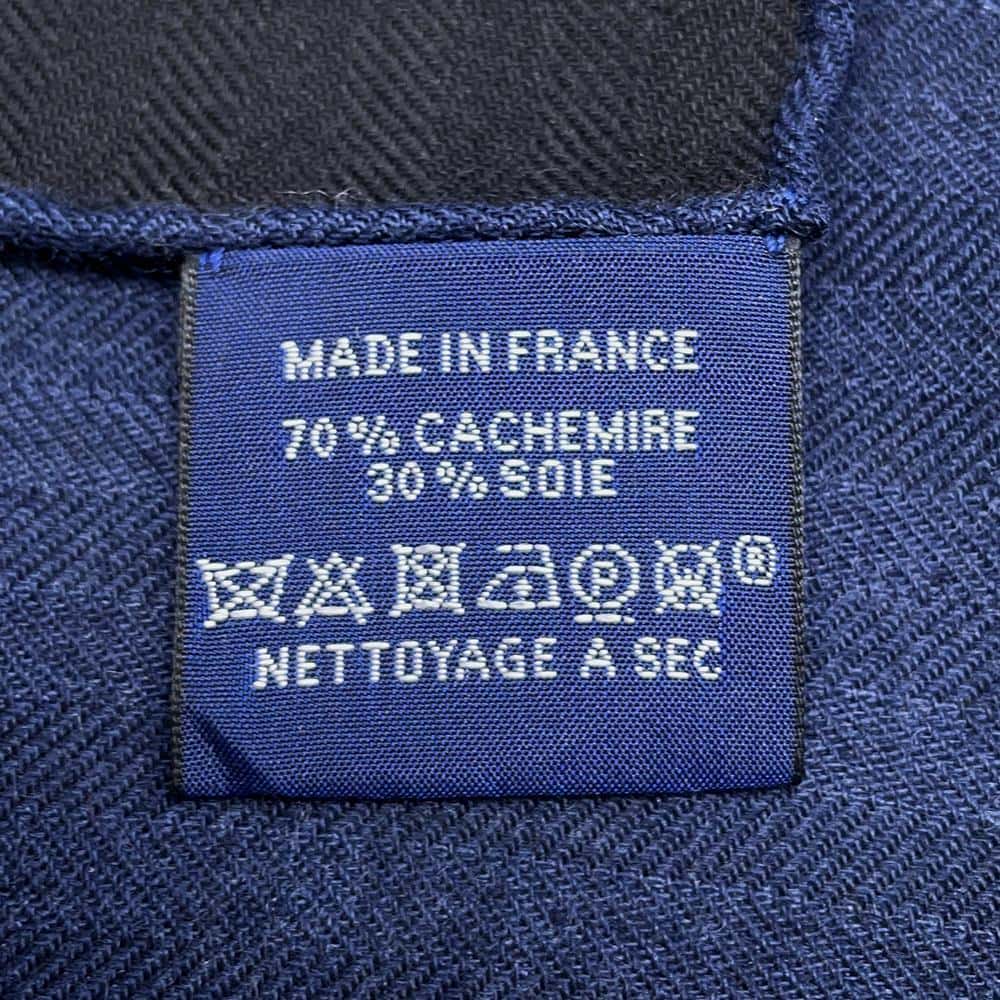 MADE IN FRANCE
70 % CACHEMIRE
30 % SOIE
P W ®
NETTOYAGE A SEC